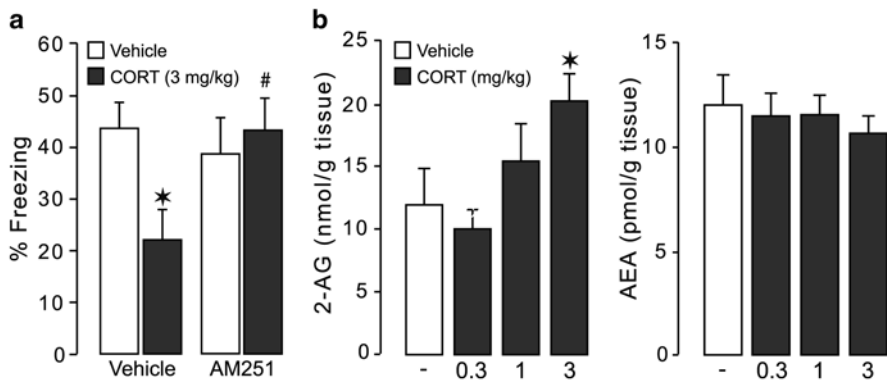 a
% Freezing
60
50
40
30
20
10
0
Vehicle
CORT (3 mg/kg)
✶
#
Vehicle AM251
b
2-AG (nmol/g tissue)
25
20
15
10
5
0
Vehicle
CORT (mg/kg)
✶
- 0.3 1 3
AEA (pmol/g tissue)
15
10
5
0
- 0.3 1 3